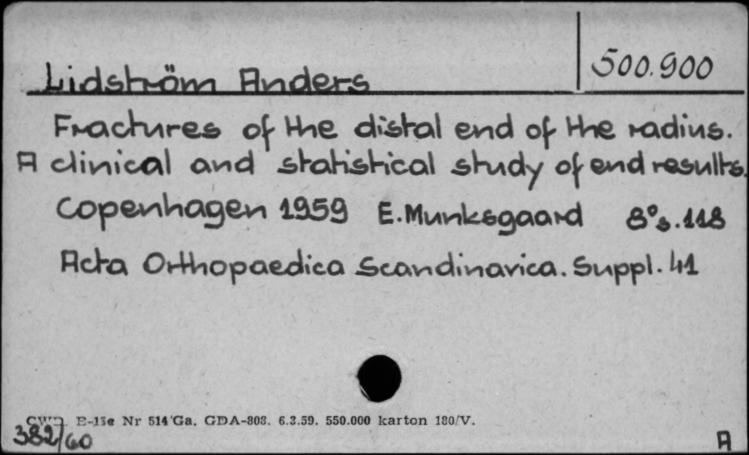 500.900
Lidström Anders
Fractures of the distal end of the radius.
A clinical and statistical study of end results.
Copenhagen 1959 E. Munksgaard 8° s. 118
Acta Orthopaedica Scandinavica. Suppl. 41
E-15e Nr 514 Ga. GDA-808. 6.3.59. 550.000 karton 180/V.
382/60
A